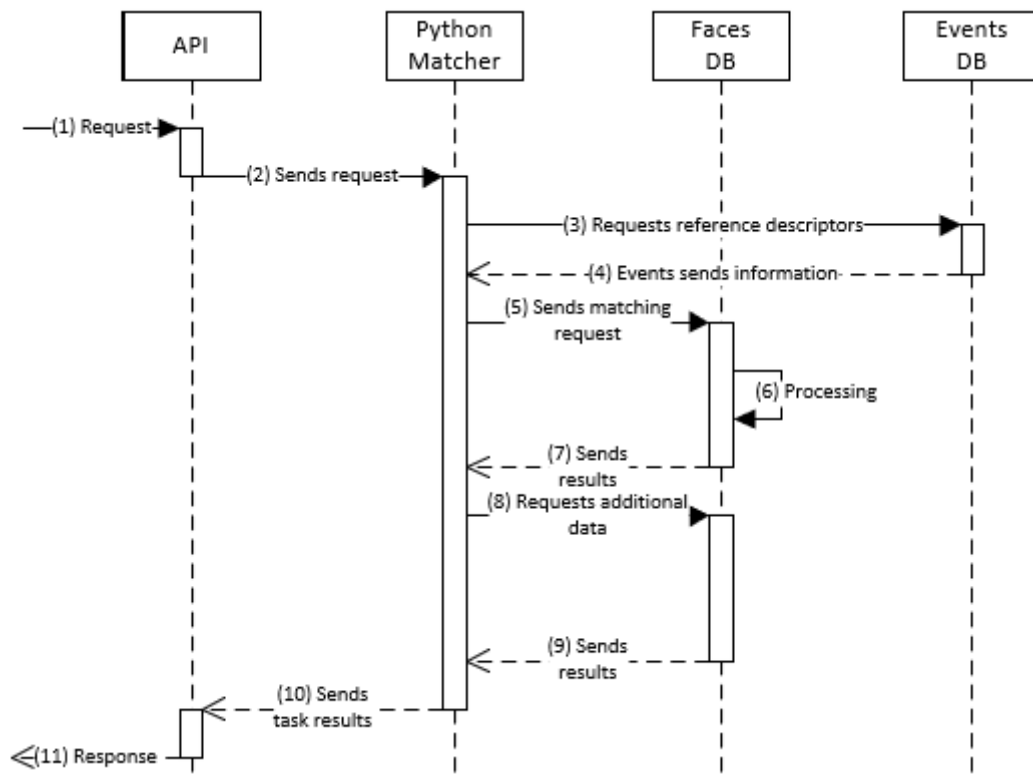 API
Python
Matcher
Faces
DB
Events
DB
(1) Request
(2) Sends request
(3) Requests reference descriptors
(4) Events sends information
(5) Sends matching
request
(6) Processing
(7) Sends
results
(8) Requests additional
data
(9) Sends
results
(10) Sends
task results
(11) Response